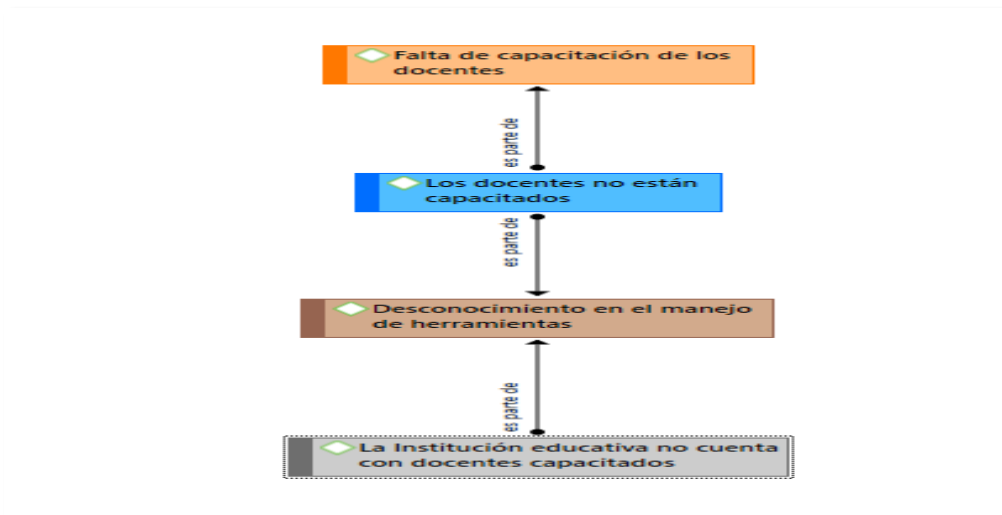 Falta de capacitación de los
docentes
es parte de
Los docentes no están
capacitados
es parte de
Desconocimiento en el manejo
de herramientas
es parte de
La Institución educativa no cuenta
con docentes capacitados